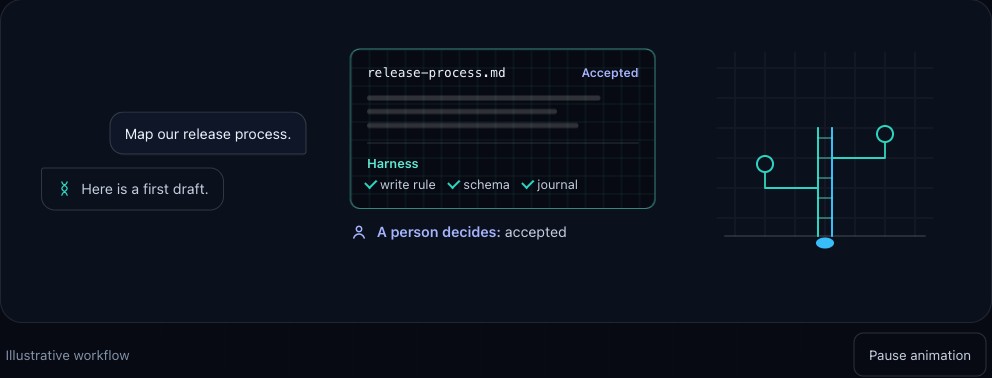 Map our release process.
Here is a first draft.
release-process.md
Accepted
Harness
write rule
schema
journal
A person decides: accepted
Illustrative workflow
Pause animation